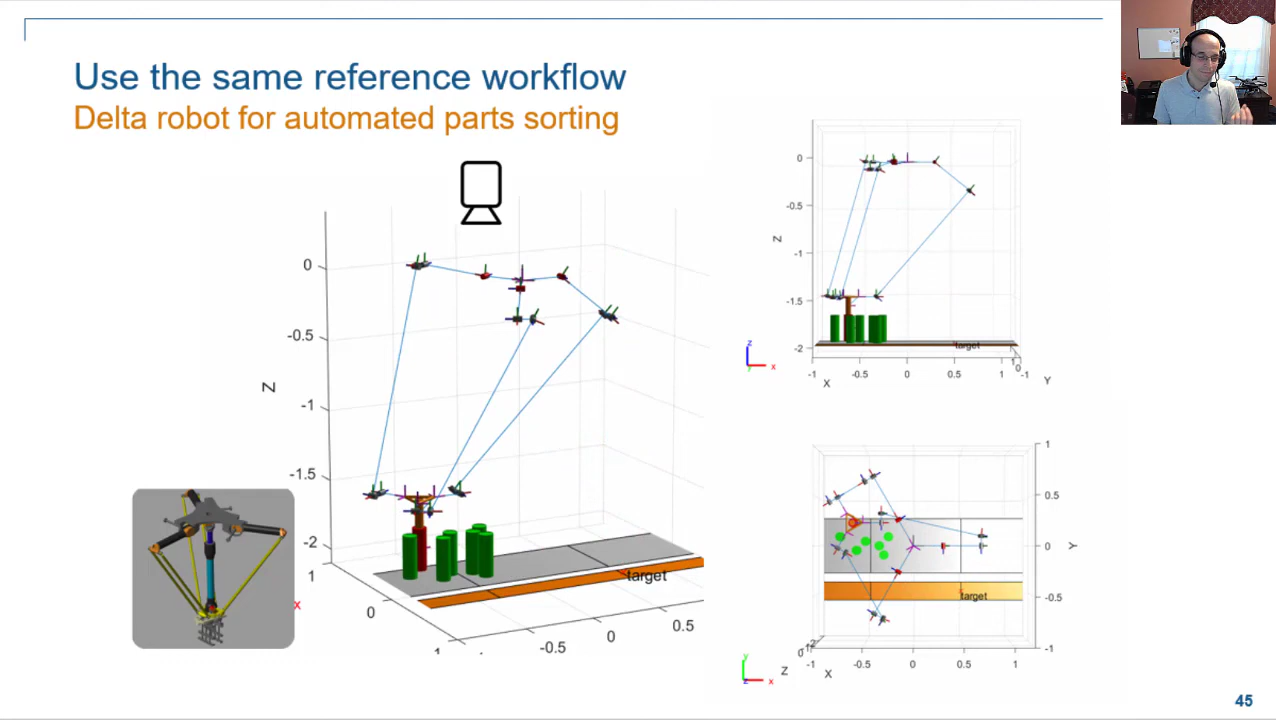 Use the same reference workflow
Delta robot for automated parts sorting
0
-0.5
-1
-1.5
-2
Z
1
0
-0.5
0
0.5
x
target
0
-0.5
-1
-1.5
-2
Z
target
-1
-0.5
0
0.5
1
0
-1
X
Y
z
x
y
1
0.5
0
-0.5
-1
Y
target
0
-1
-0.5
0
0.5
1
Z
X
y
z
x
45